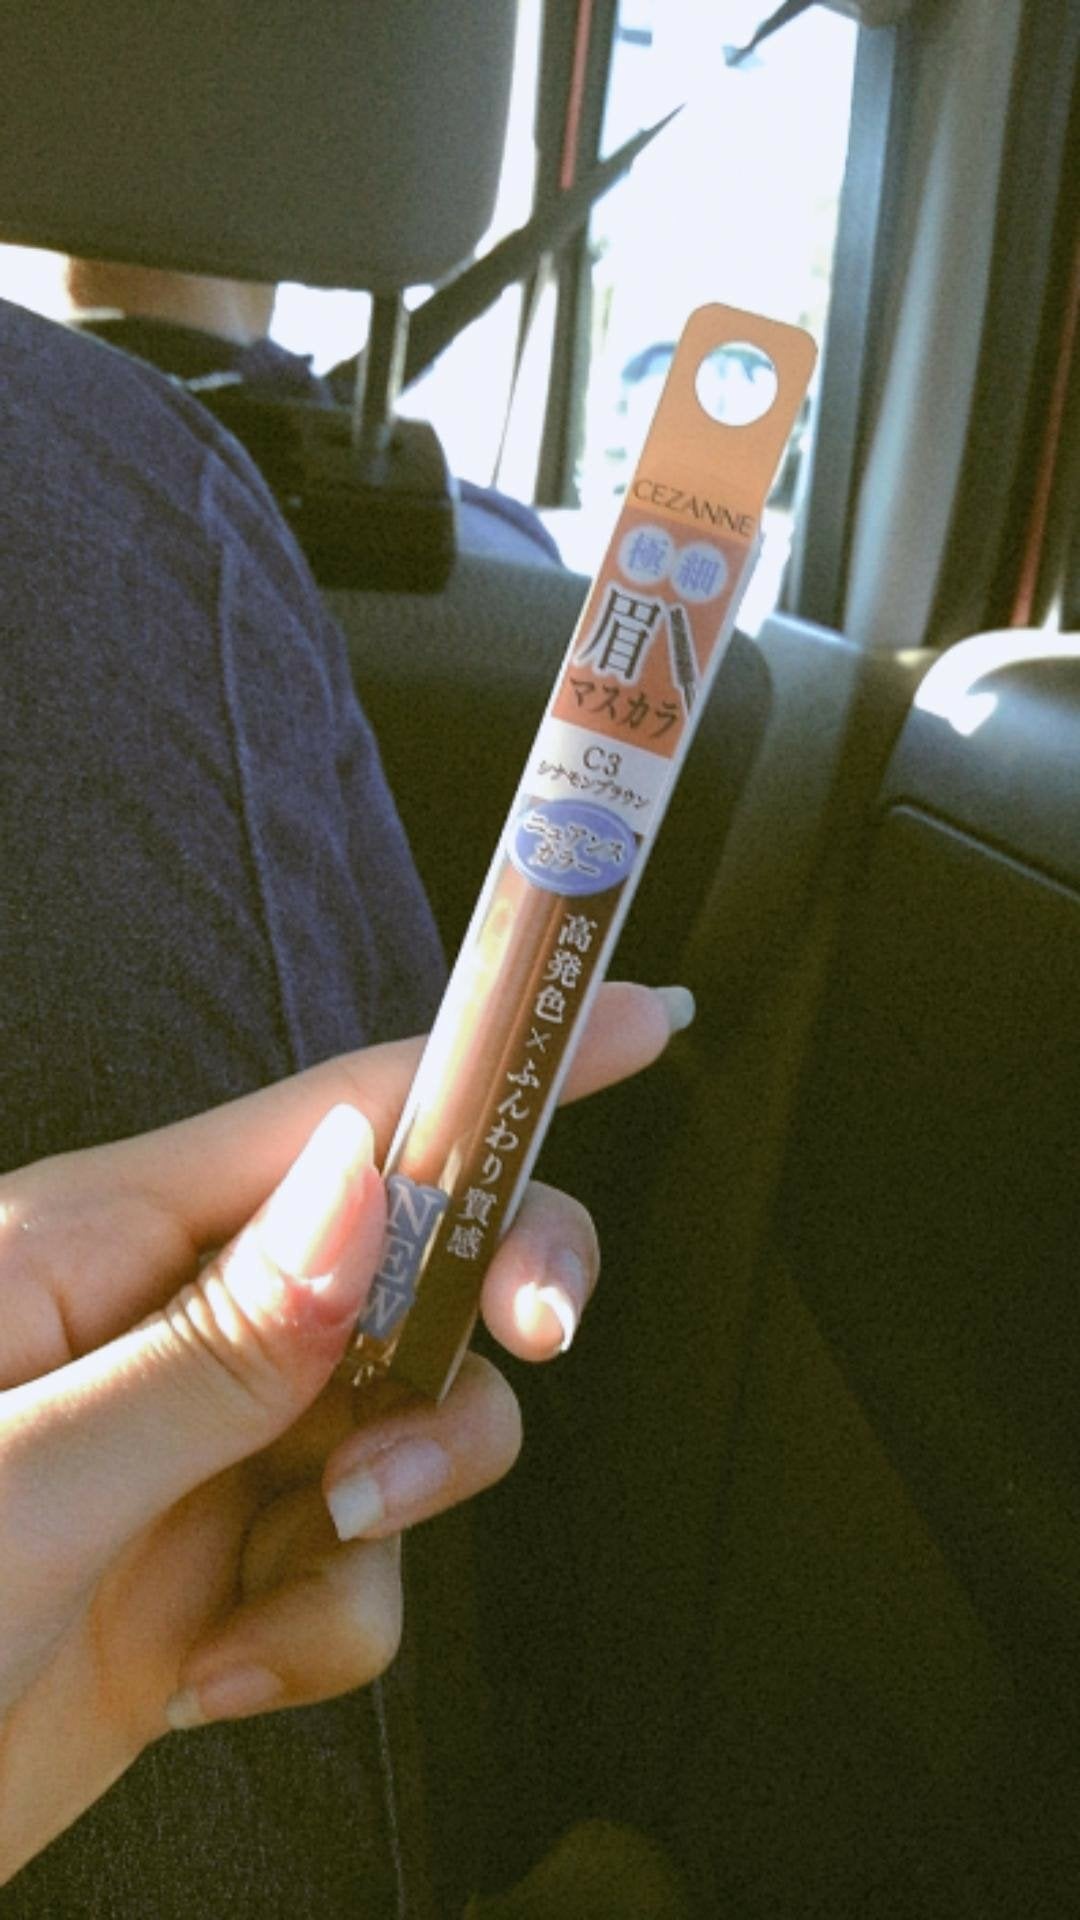 CEZANNE
極細
眉
マスカラ
C3
シナモンブラウン
ニュアンス
カラー
高発色×ふんわり質感
NEW